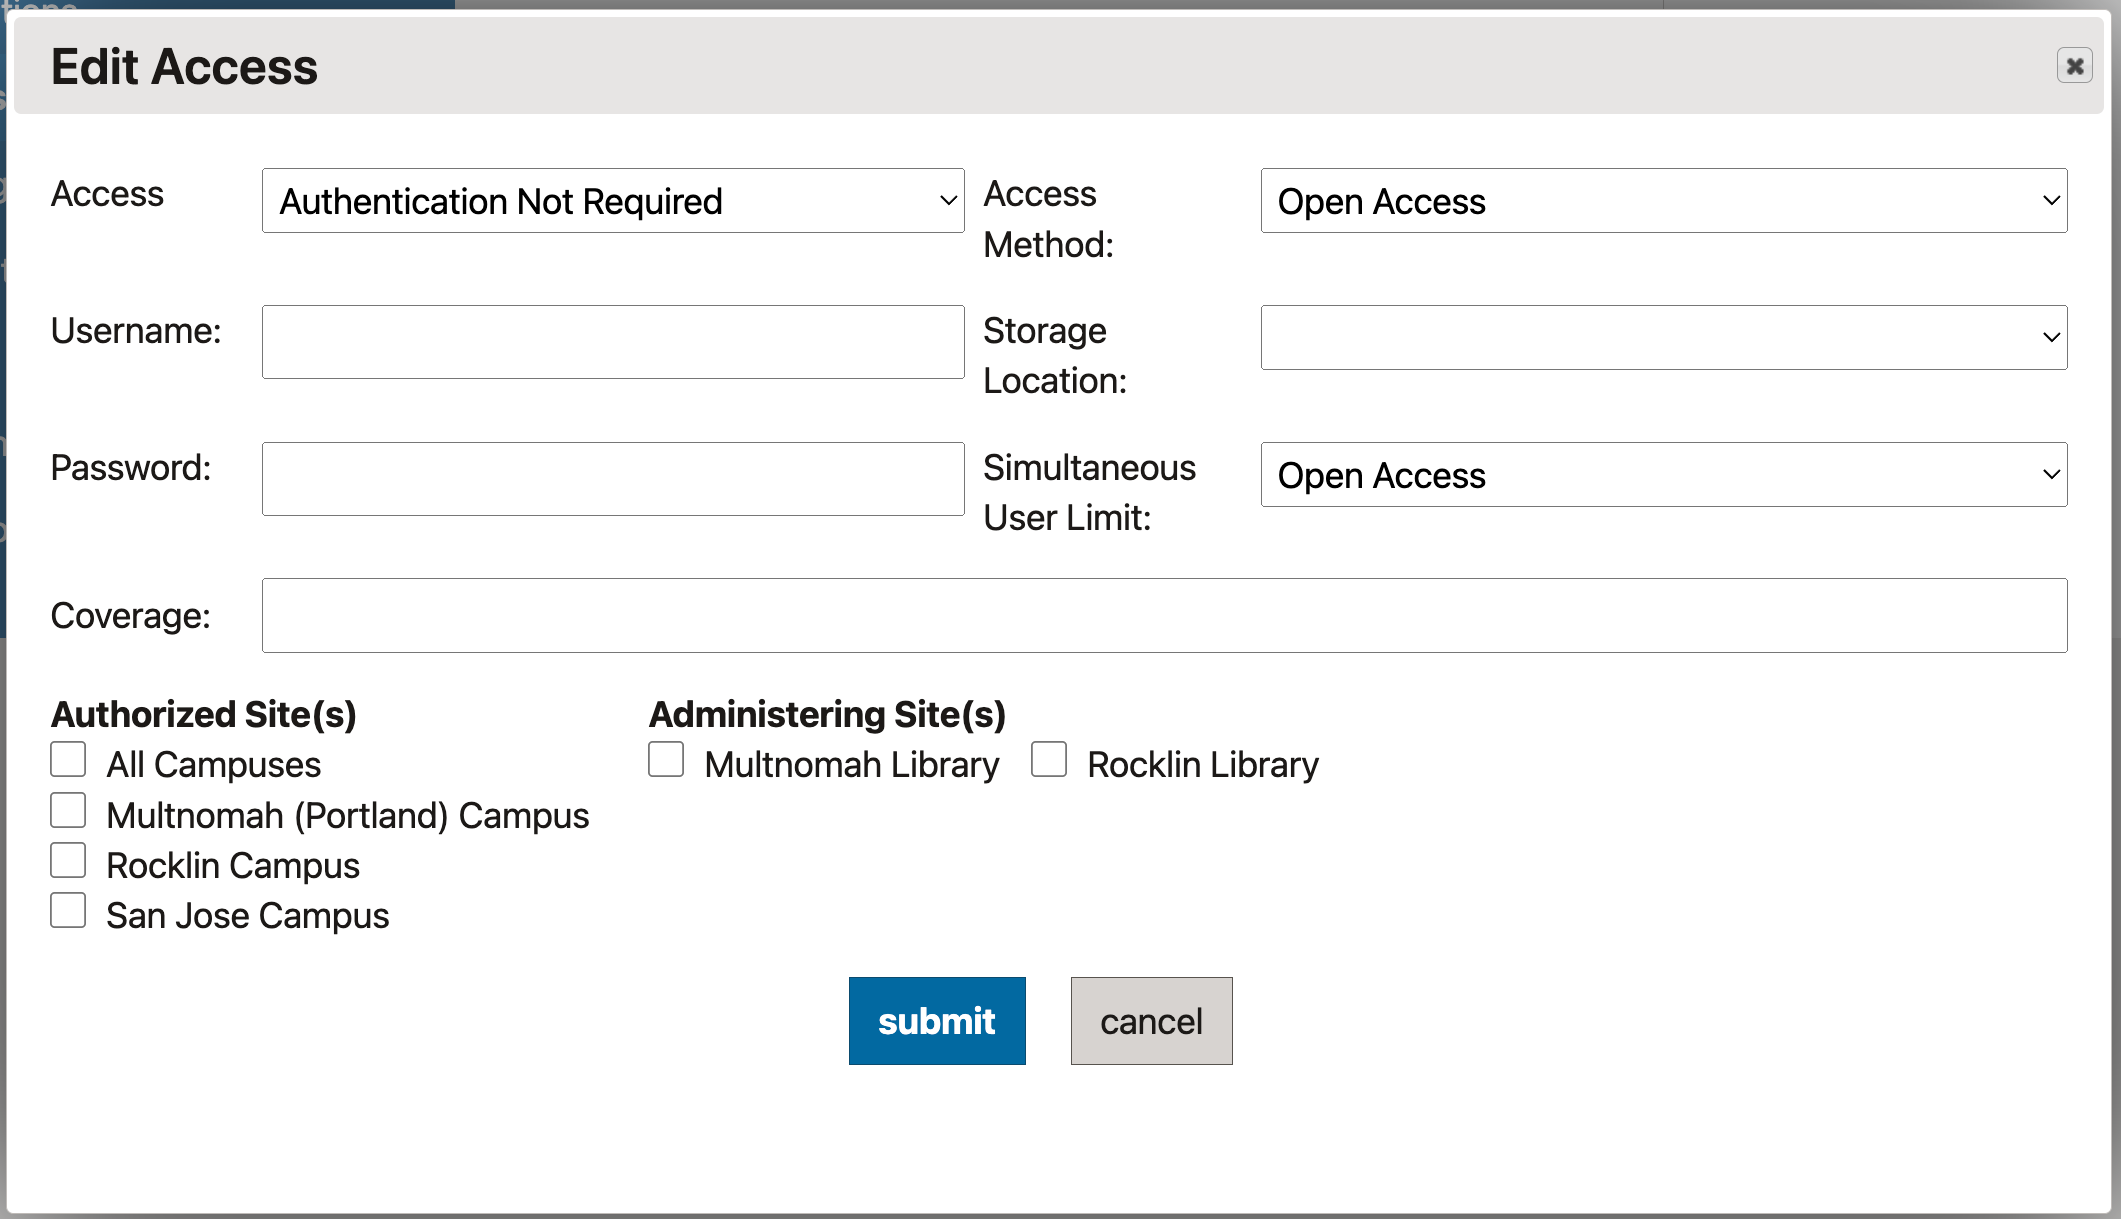 Edit Access
Access
Authentication Not Required
Access
Method:
Open Access
Username:
Storage
Location:
Password:
Simultaneous
User Limit:
Open Access
Coverage:
Authorized Site(s)
All Campuses
Multnomah (Portland) Campus
Rocklin Campus
San Jose Campus
Administering Site(s)
Multnomah Library
Rocklin Library
submit
cancel